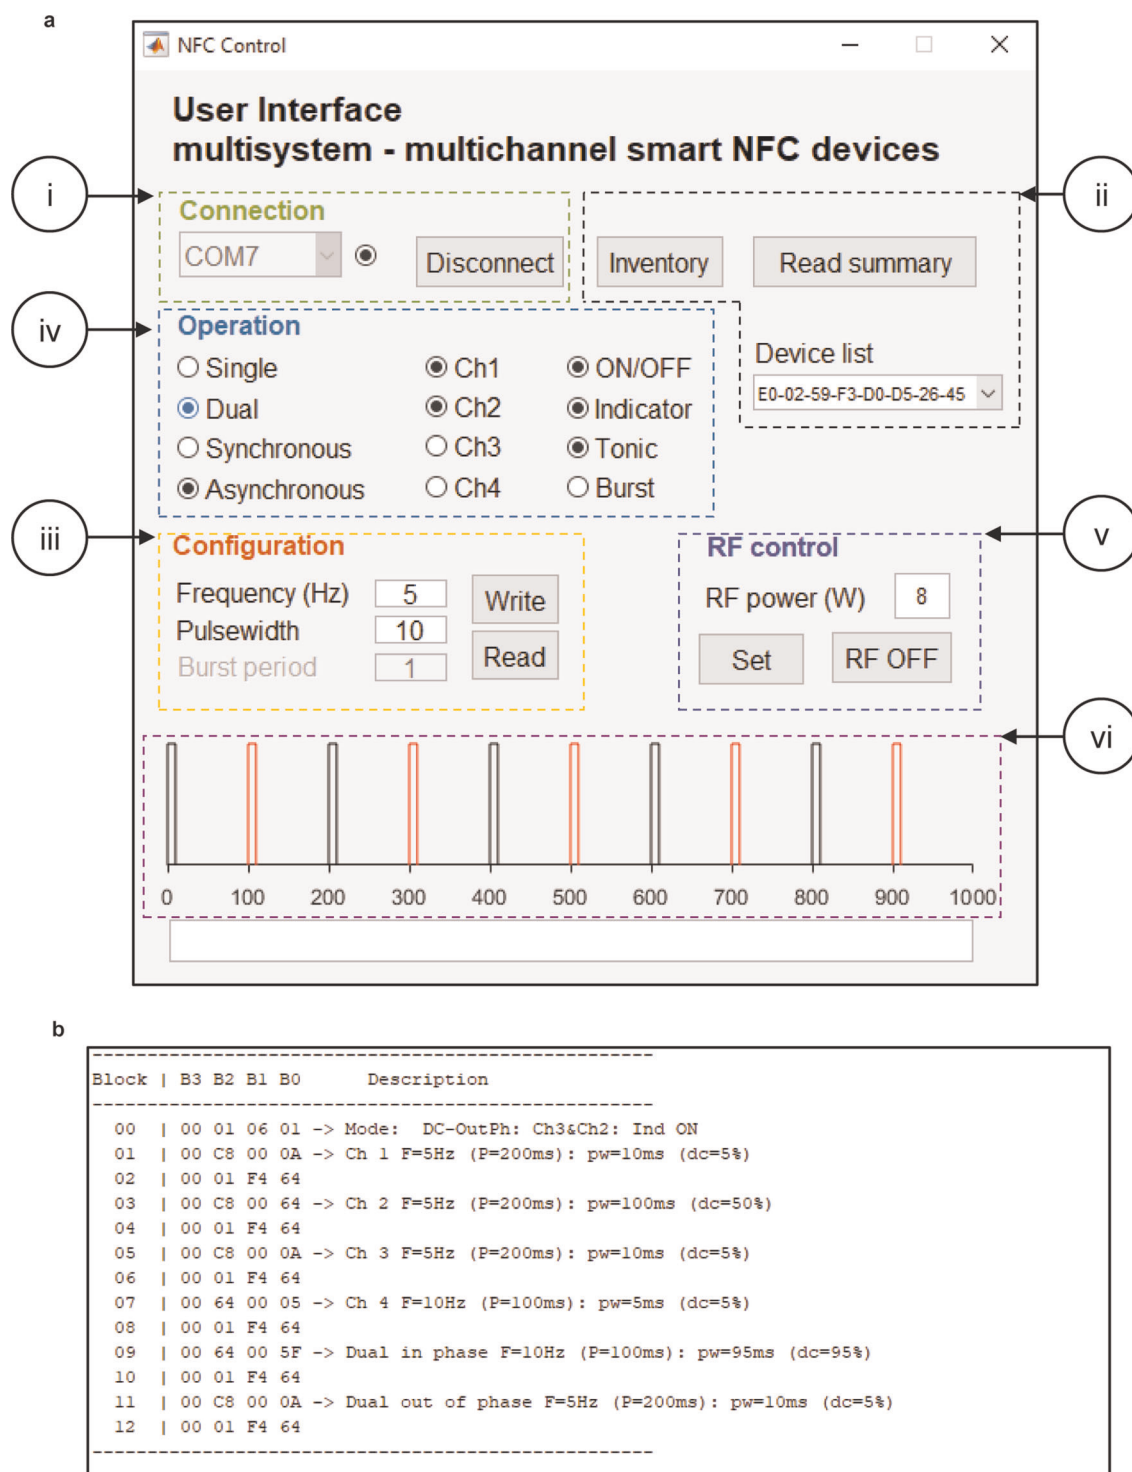 a
NFC Control
User Interface
multisystem - multichannel smart NFC devices
i
ii
Connection
COM7
Disconnect
Inventory
Read summary
iv
Operation
Single
Ch1
ON/OFF
Dual
Ch2
Indicator
Synchronous
Ch3
Tonic
Asynchronous
Ch4
Burst
Device list
E0-02-59-F3-D0-D5-26-45
iii
Configuration
Frequency (Hz) 5
Write
Pulsewidth 10
Read
Burst period 1
v
RF control
RF power (W) 8
Set
RF OFF
vi
0 100 200 300 400 500 600 700 800 900 1000
b
-----------------------------------------------------
Block | B3 B2 B1 B0 Description
-----------------------------------------------------
00 | 00 01 06 01 -> Mode: DC-OutPh: Ch3&Ch2: Ind ON
01 | 00 C8 00 0A -> Ch 1 F=5Hz (P=200ms): pw=10ms (dc=5%)
02 | 00 01 F4 64
03 | 00 C8 00 64 -> Ch 2 F=5Hz (P=200ms): pw=100ms (dc=50%)
04 | 00 01 F4 64
05 | 00 C8 00 0A -> Ch 3 F=5Hz (P=200ms): pw=10ms (dc=5%)
06 | 00 01 F4 64
07 | 00 64 00 05 -> Ch 4 F=10Hz (P=100ms): pw=5ms (dc=5%)
08 | 00 01 F4 64
09 | 00 64 00 5F -> Dual in phase F=10Hz (P=100ms): pw=95ms (dc=95%)
10 | 00 01 F4 64
11 | 00 C8 00 0A -> Dual out of phase F=5Hz (P=200ms): pw=10ms (dc=5%)
12 | 00 01 F4 64
-----------------------------------------------------